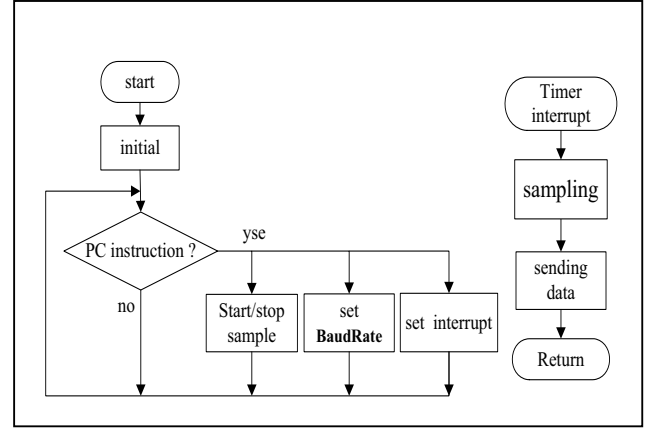 start
initial
PC instruction ?
yse
no
Start/stop
sample
set
BaudRate
set interrupt
Timer
interrupt
sampling
sending
data
Return